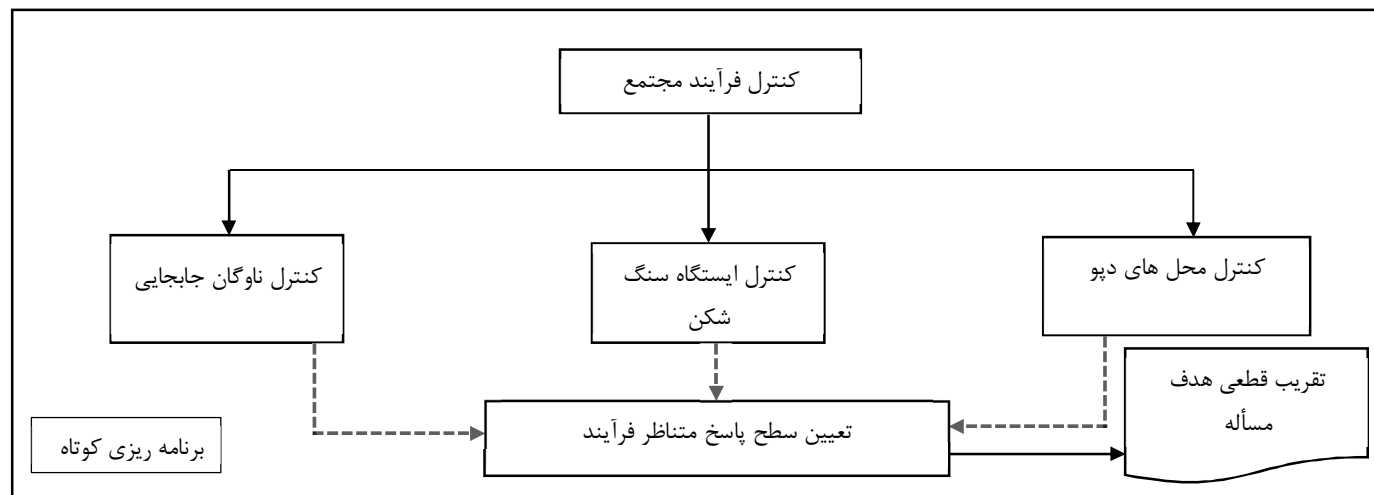 کنترل فرآیند مجتمع
کنترل محل های دپو
کنترل ایستگاه سنگ
شکن
کنترل ناوگان جابجایی
تقریب قطعی هدف
مسأله
تعیین سطح پاسخ متناظر فرآیند
برنامه ریزی کوتاه